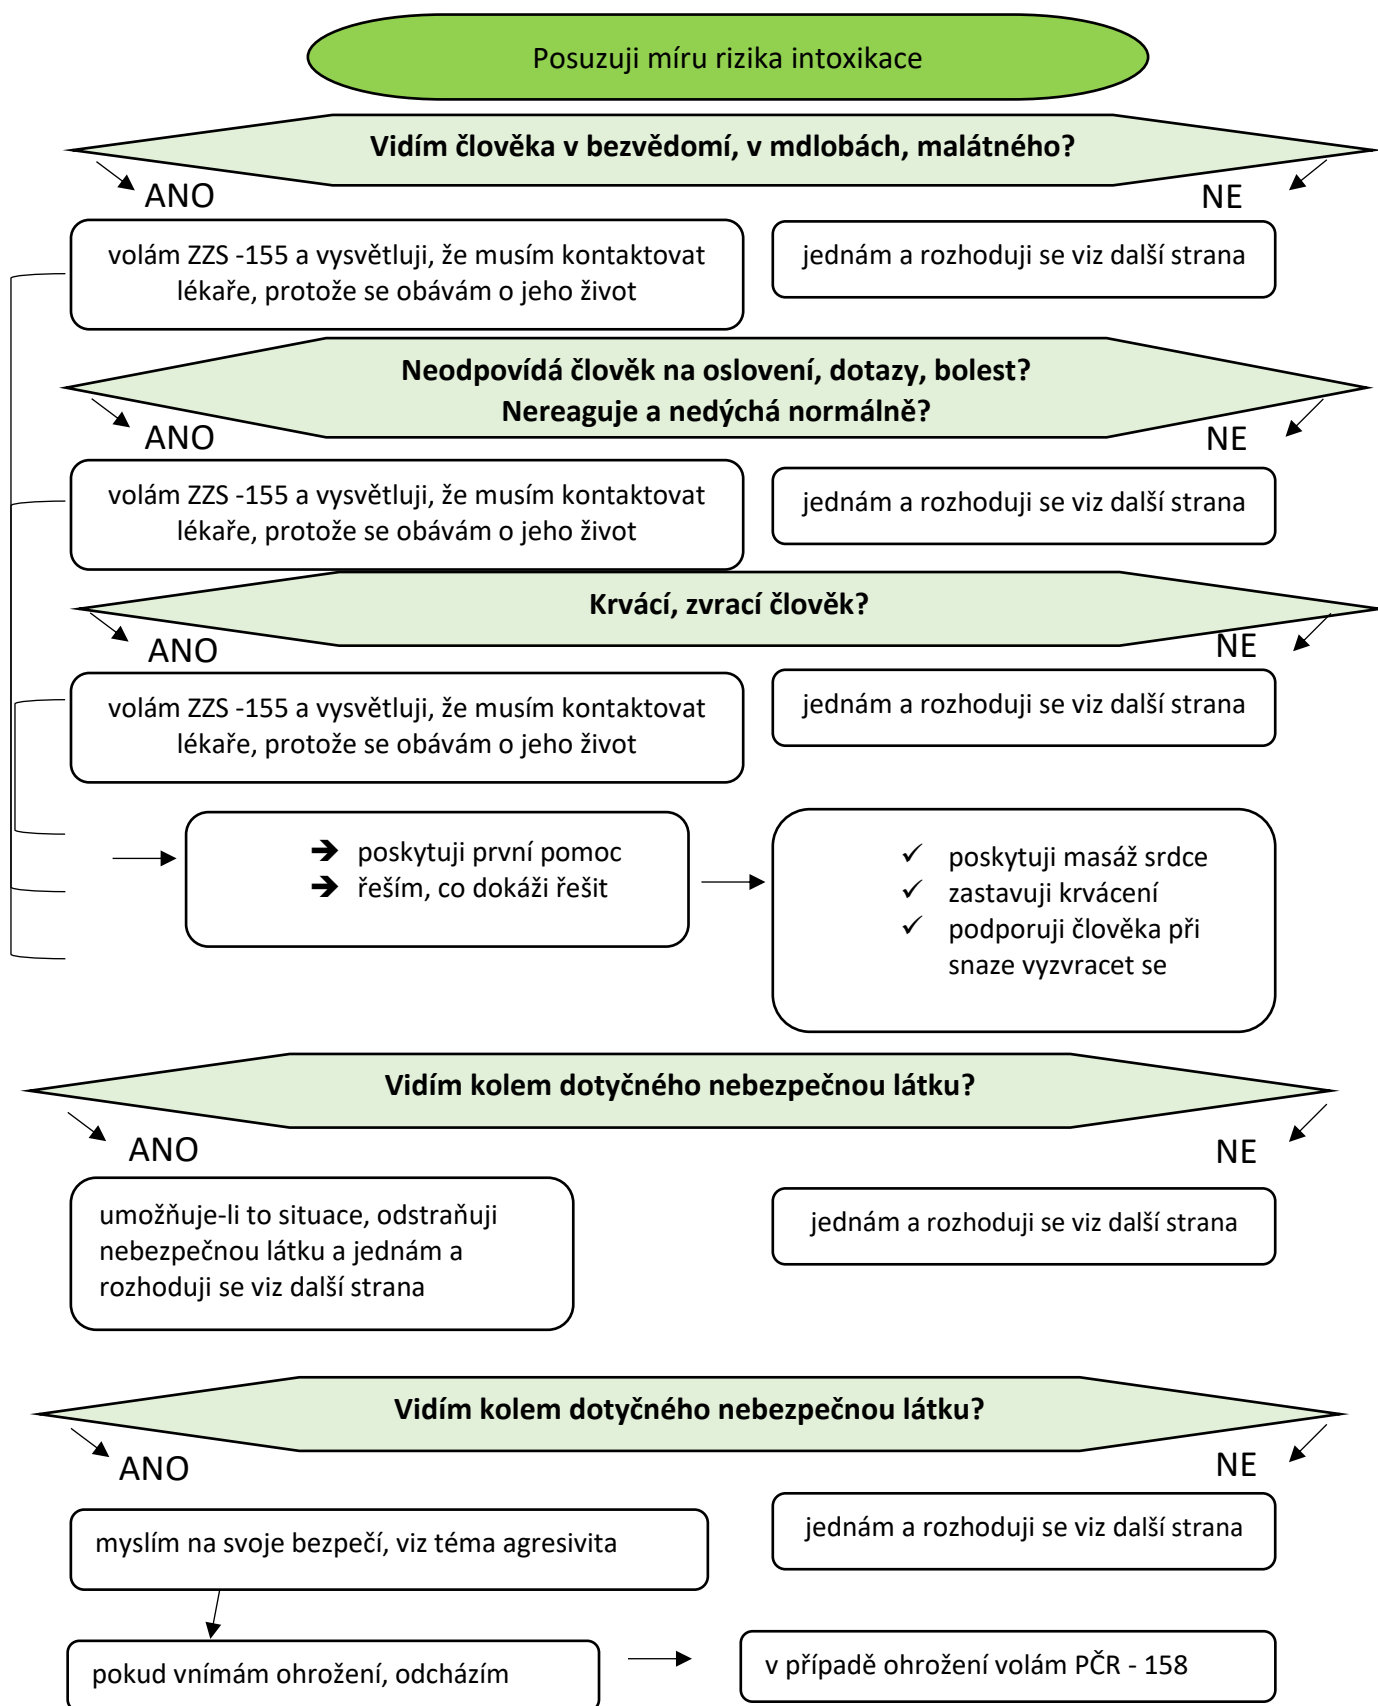 Posuzuji míru rizika intoxikace
Vidím člověka v bezvědomí, v mdlobách, malátného?
ANO
NE
volám ZZS -155 a vysvětluji, že musím kontaktovat
lékaře, protože se obávám o jeho život
jednám a rozhoduji se viz další strana
Neodpovídá člověk na oslovení, dotazy, bolest?
Nereaguje a nedýchá normálně?
ANO
NE
volám ZZS -155 a vysvětluji, že musím kontaktovat
lékaře, protože se obávám o jeho život
jednám a rozhoduji se viz další strana
Krvácí, zvrací člověk?
ANO
NE
volám ZZS -155 a vysvětluji, že musím kontaktovat
lékaře, protože se obávám o jeho život
jednám a rozhoduji se viz další strana
➔ poskytuji první pomoc
➔ řeším, co dokáži řešit
✓ poskytuji masáž srdce
✓ zastavuji krvácení
✓ podporuji člověka při
snaze vyzvracet se
Vidím kolem dotyčného nebezpečnou látku?
ANO
NE
umožňuje-li to situace, odstraňuji
nebezpečnou látku a jednám a
rozhoduji se viz další strana
jednám a rozhoduji se viz další strana
Vidím kolem dotyčného nebezpečnou látku?
ANO
NE
myslím na svoje bezpečí, viz téma agresivita
jednám a rozhoduji se viz další strana
pokud vnímám ohrožení, odcházím
v případě ohrožení volám PČR - 158